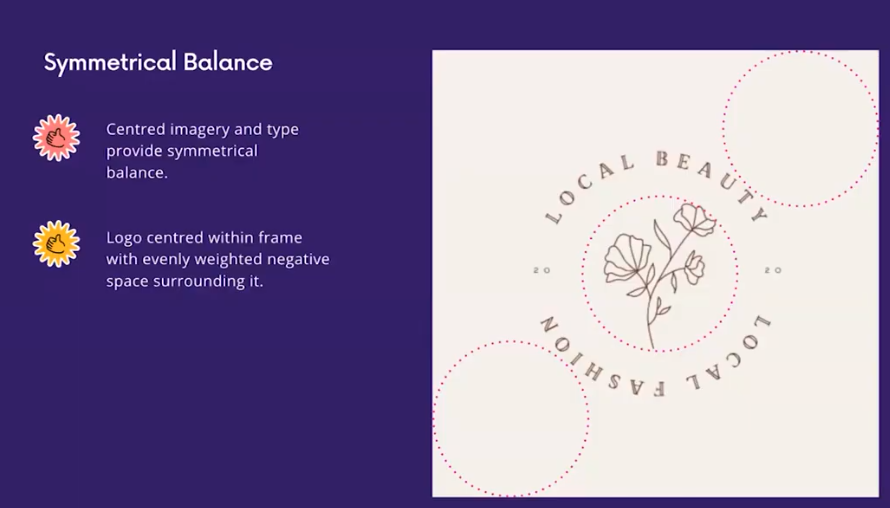 Symmetrical Balance
Centred imagery and type
provide symmetrical
balance.
Logo centred within frame
with evenly weighted negative
space surrounding it.
LOCAL BEAUTY
20
20
LOCAL FASHION